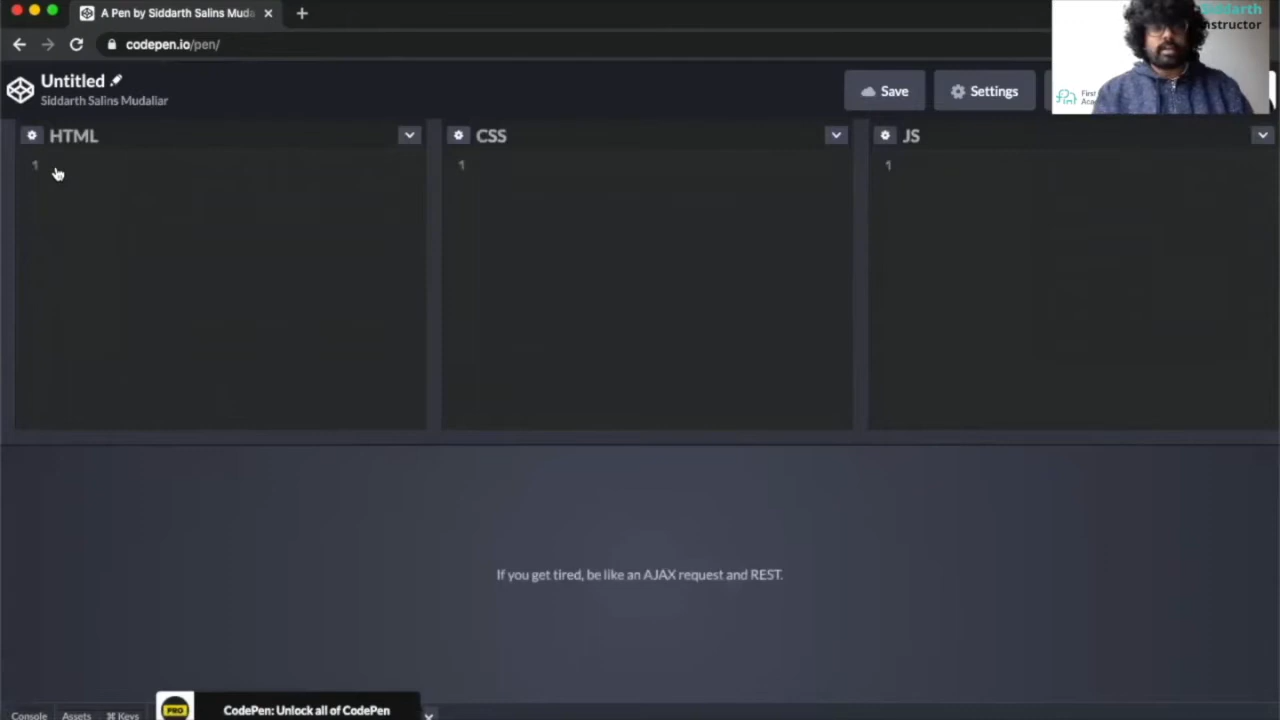 A Pen by Siddarth Salins Muda
codepen.io/pen/
Siddarth
Instructor
Untitled
Siddarth Salins Mudaliar
Save
Settings
First
HTML
CSS
JS
1
1
1
If you get tired, be like an AJAX request and REST.
Console
Assets
⌘ Keys
PRO
CodePen: Unlock all of CodePen